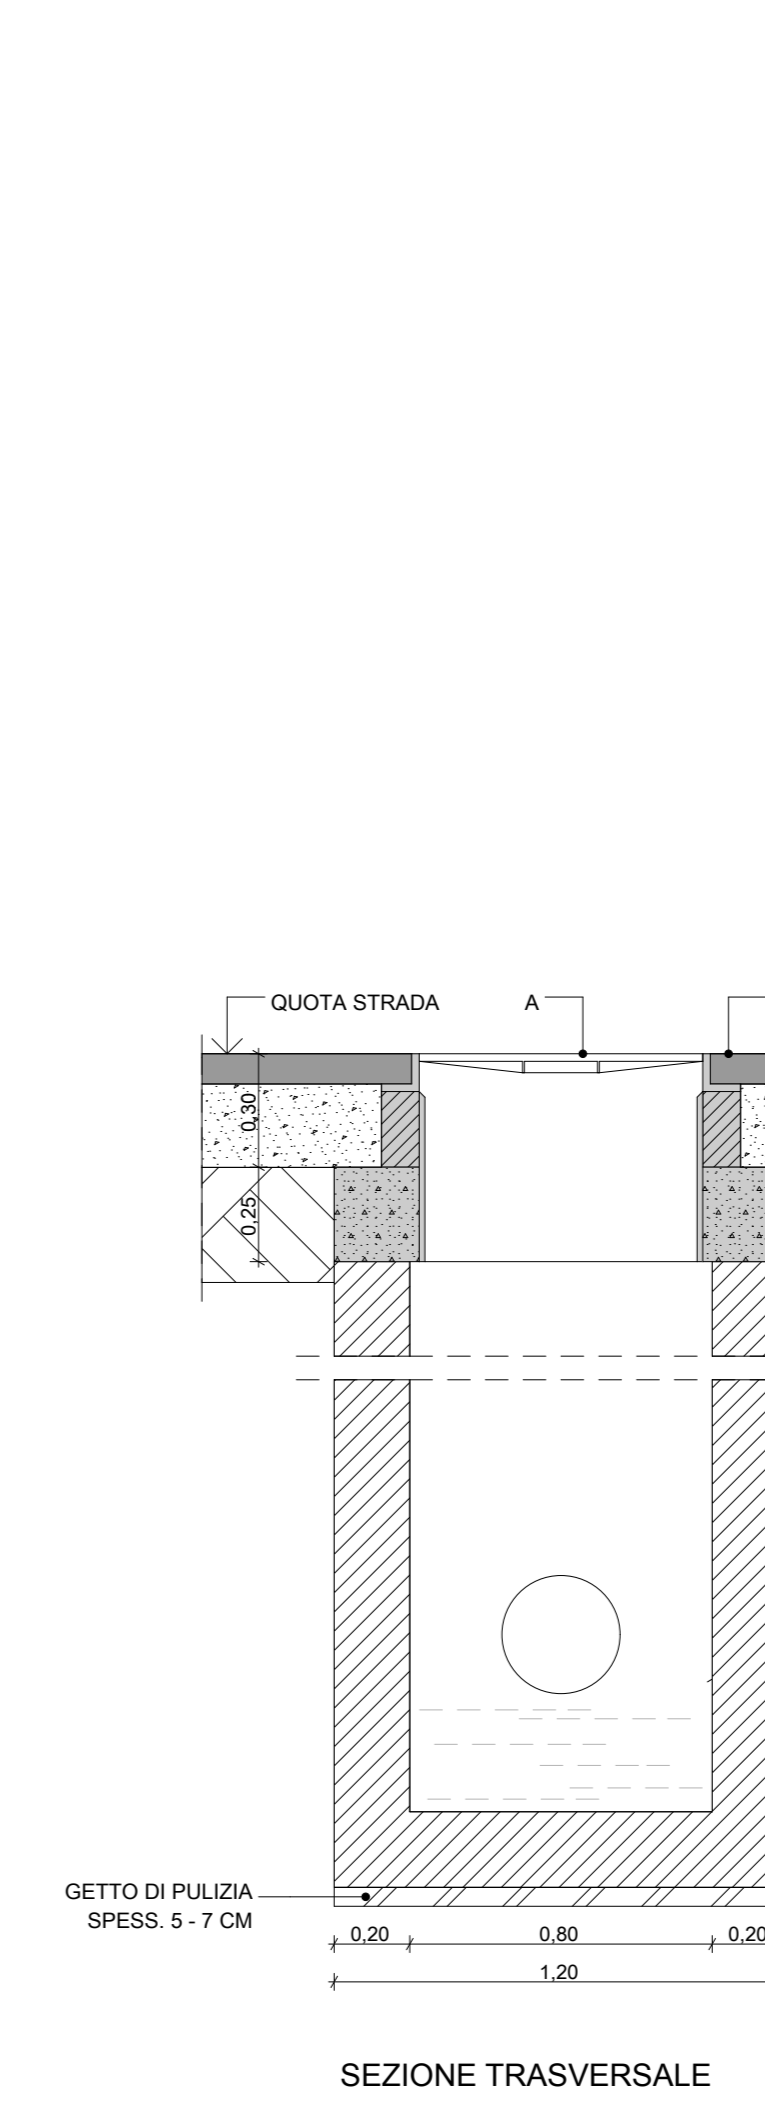 QUOTA STRADA
A
0,30
0,25
GETTO DI PULIZIA
SPESS. 5 - 7 CM
0,20
0,80
0,20
1,20
SEZIONE TRASVERSALE